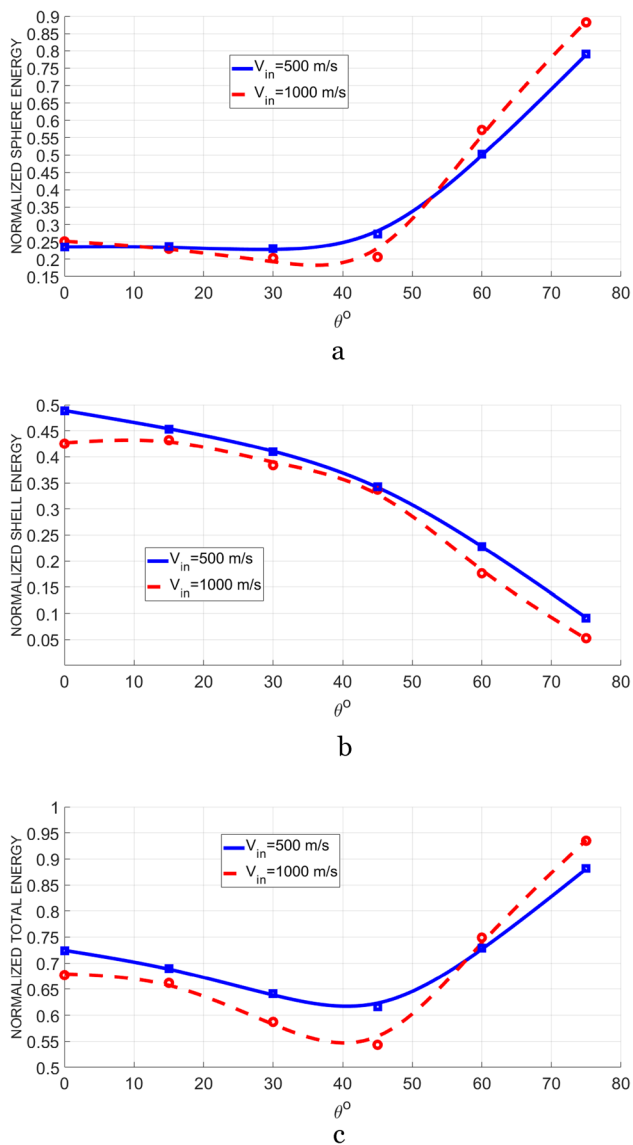 0.9
0.85
0.8
0.75
0.7
0.65
0.6
0.55
0.5
0.45
0.4
0.35
0.3
0.25
0.2
0.15
NORMALIZED SPHERE ENERGY
V_in=500 m/s
V_in=1000 m/s
0 10 20 30 40 50 60 70 80
θ°
a
0.5
0.45
0.4
0.35
0.3
0.25
0.2
0.15
0.1
0.05
NORMALIZED SHELL ENERGY
V_in=500 m/s
V_in=1000 m/s
0 10 20 30 40 50 60 70 80
θ°
b
1
0.95
0.9
0.85
0.8
0.75
0.7
0.65
0.6
0.55
0.5
NORMALIZED TOTAL ENERGY
V_in=500 m/s
V_in=1000 m/s
0 10 20 30 40 50 60 70 80
θ°
c